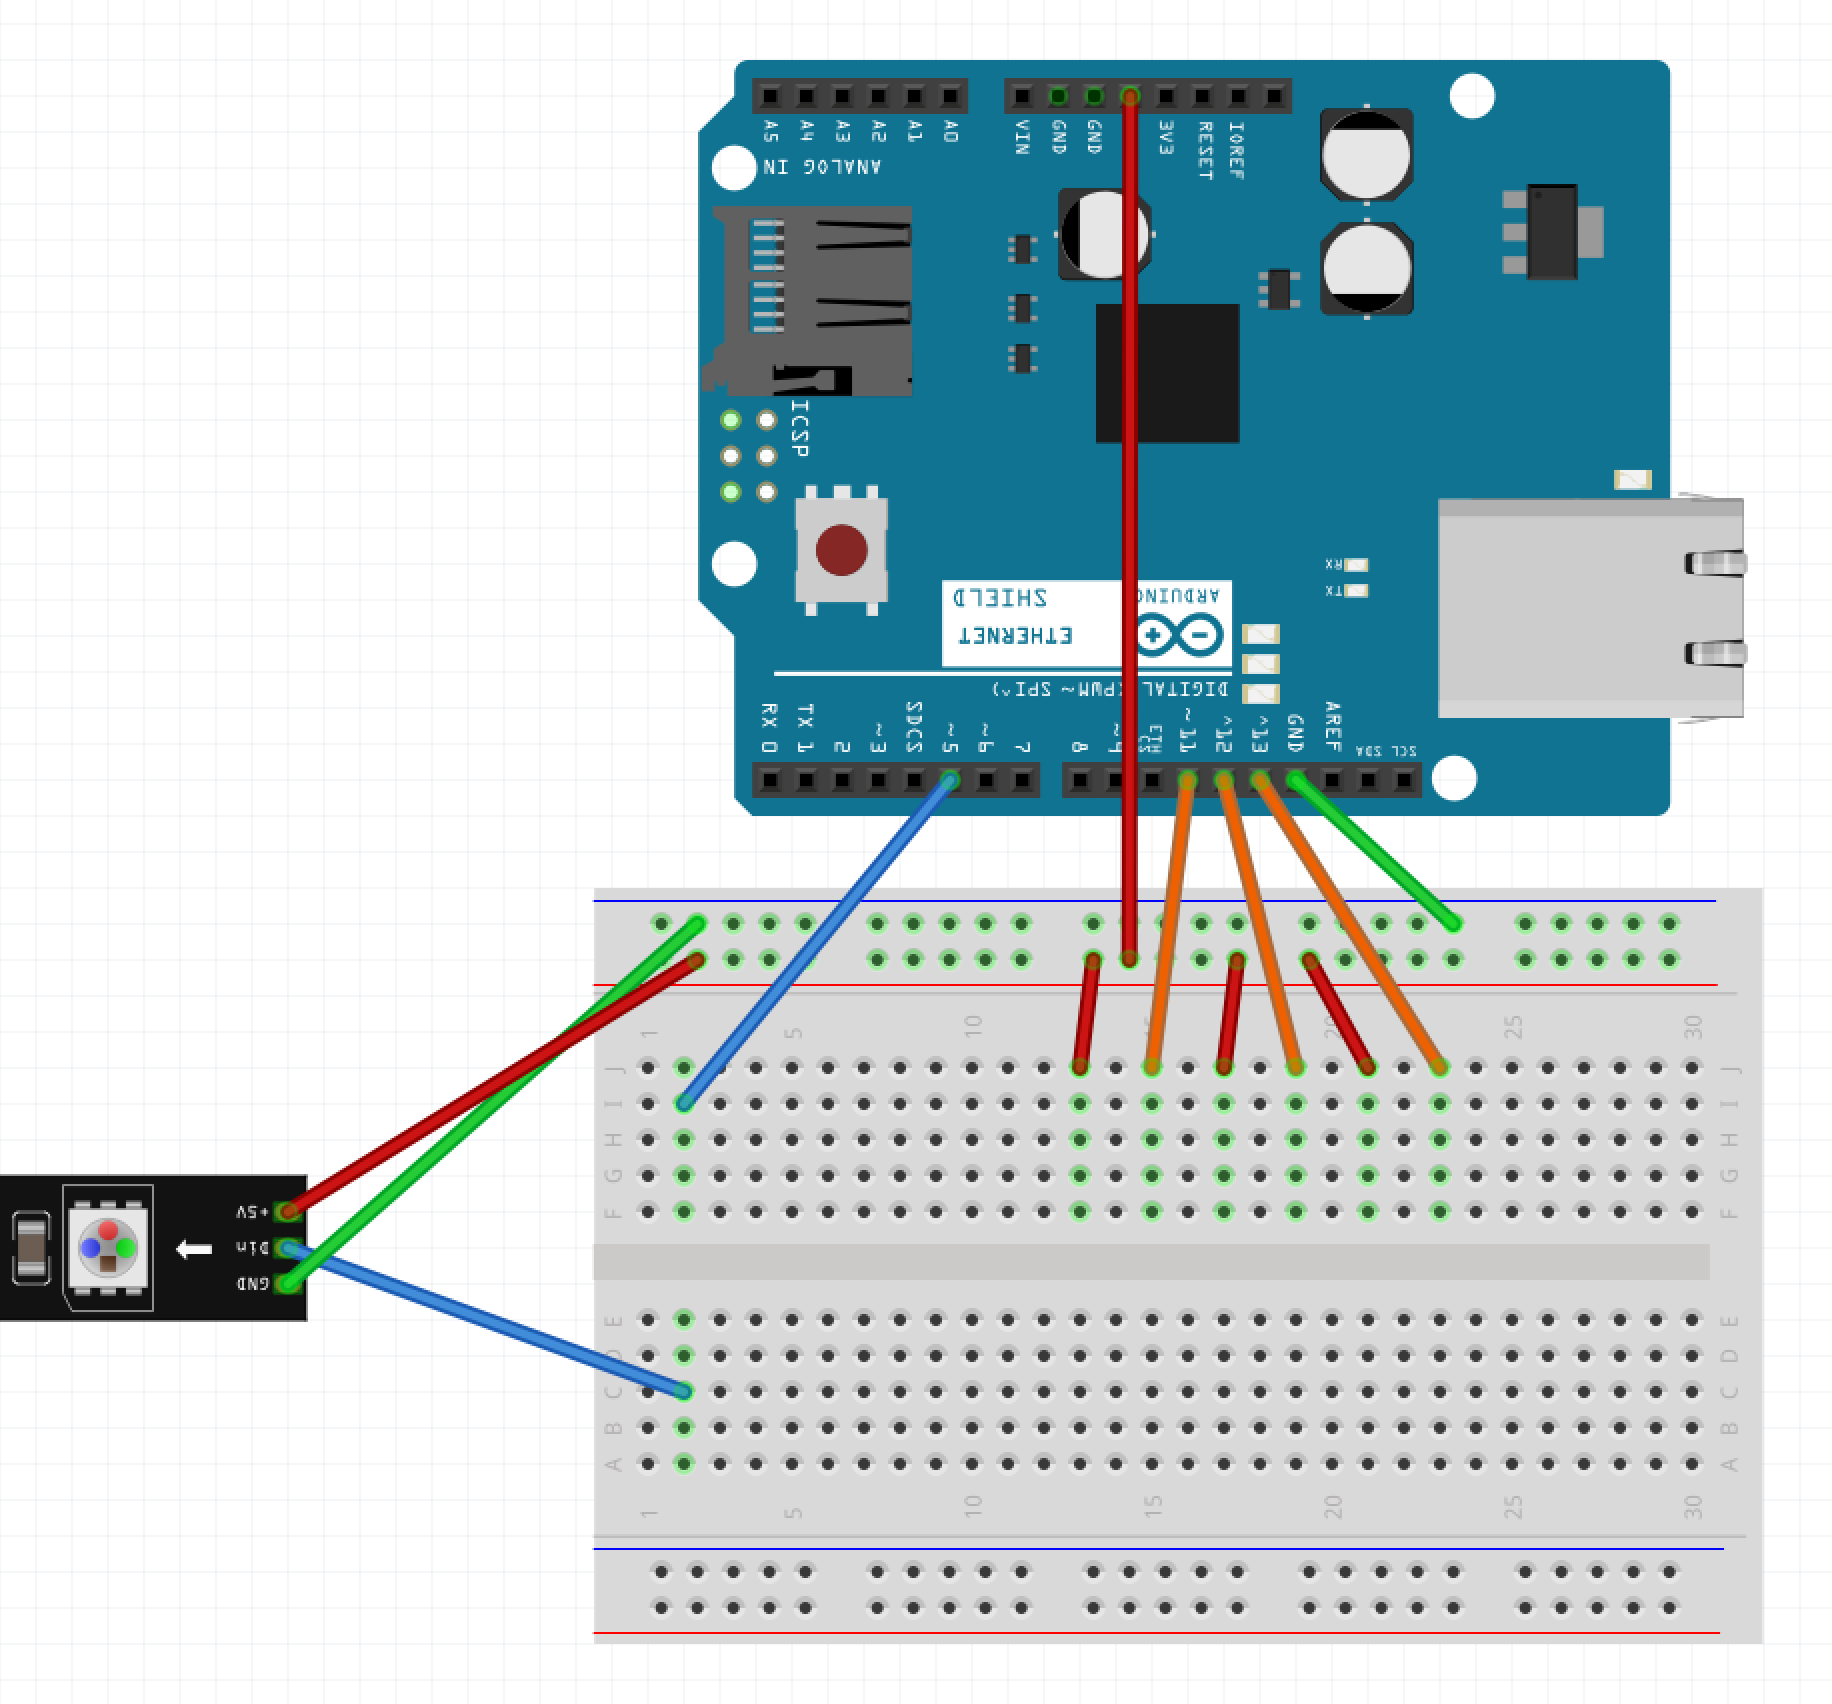 A5 A4 A3 A2 A1 A0
VIN GND GND 3V3 RESET IOREF
ANALOG IN
ICSP
RX
TX
ARDUINO
ETHERNET
SHIELD
DIGITAL (PWM~ SPI^)
RX 0 TX 1 2 ~3 SDCS ~5 ~6 7 8 ~9 ETH CS ~11 ^12 ^13 GND AREF SDA SCL
1 5 10 20 25 30
J J
I I
H H
G G
F F
+5V
Din
GND
E E
D D
C C
B B
A A
1 5 10 15 20 25 30